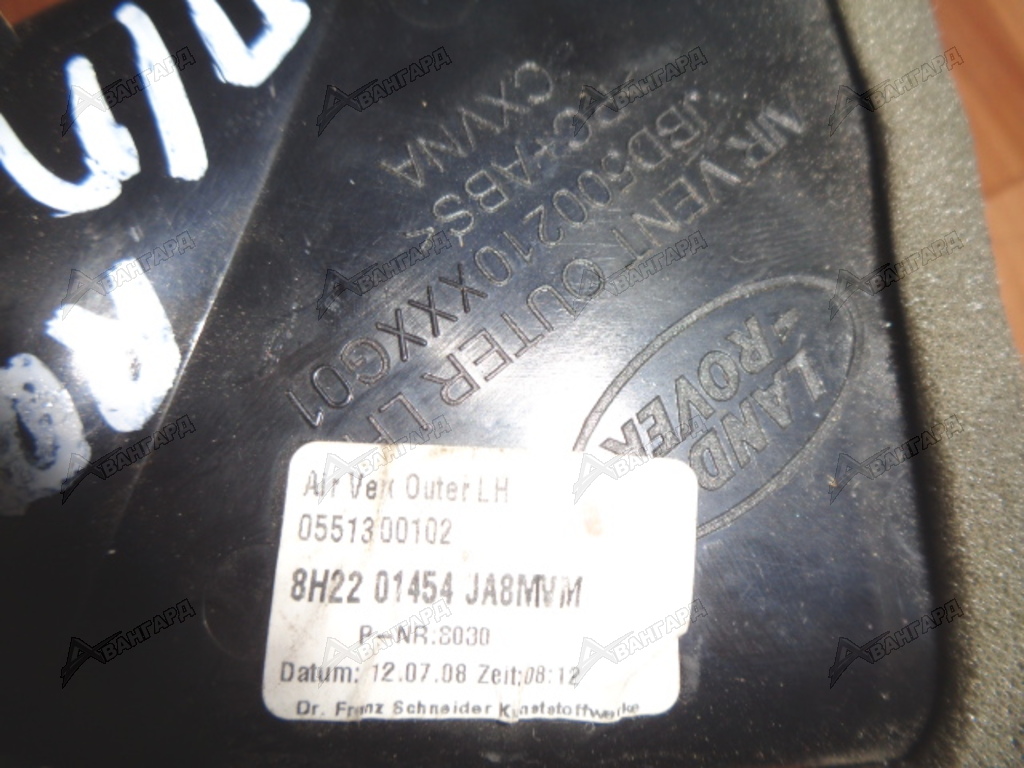 AIR VENT OUTER LH
JBD500210XXXG01
PC+ABS
CXVNA
LAND
ROVER
Air Vent Outer LH
0551300102
8H22 01454 JA8MVM
P-NR:8030
Datum: 12.07.08 Zeit:08:12
Dr. Franz Schneider Kunststoffwerke
АВАНГАРД